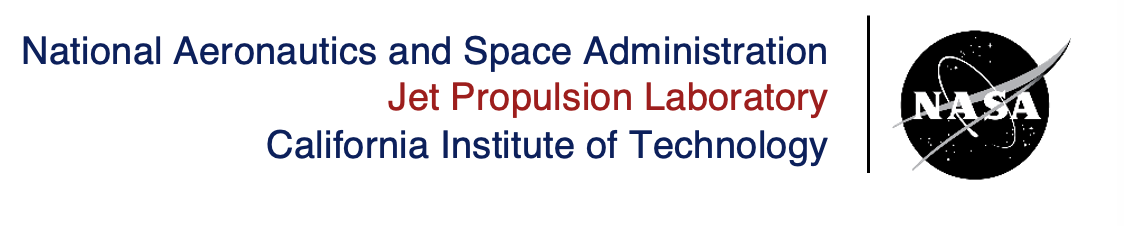 National Aeronautics and Space Administration
Jet Propulsion Laboratory
California Institute of Technology
NASA